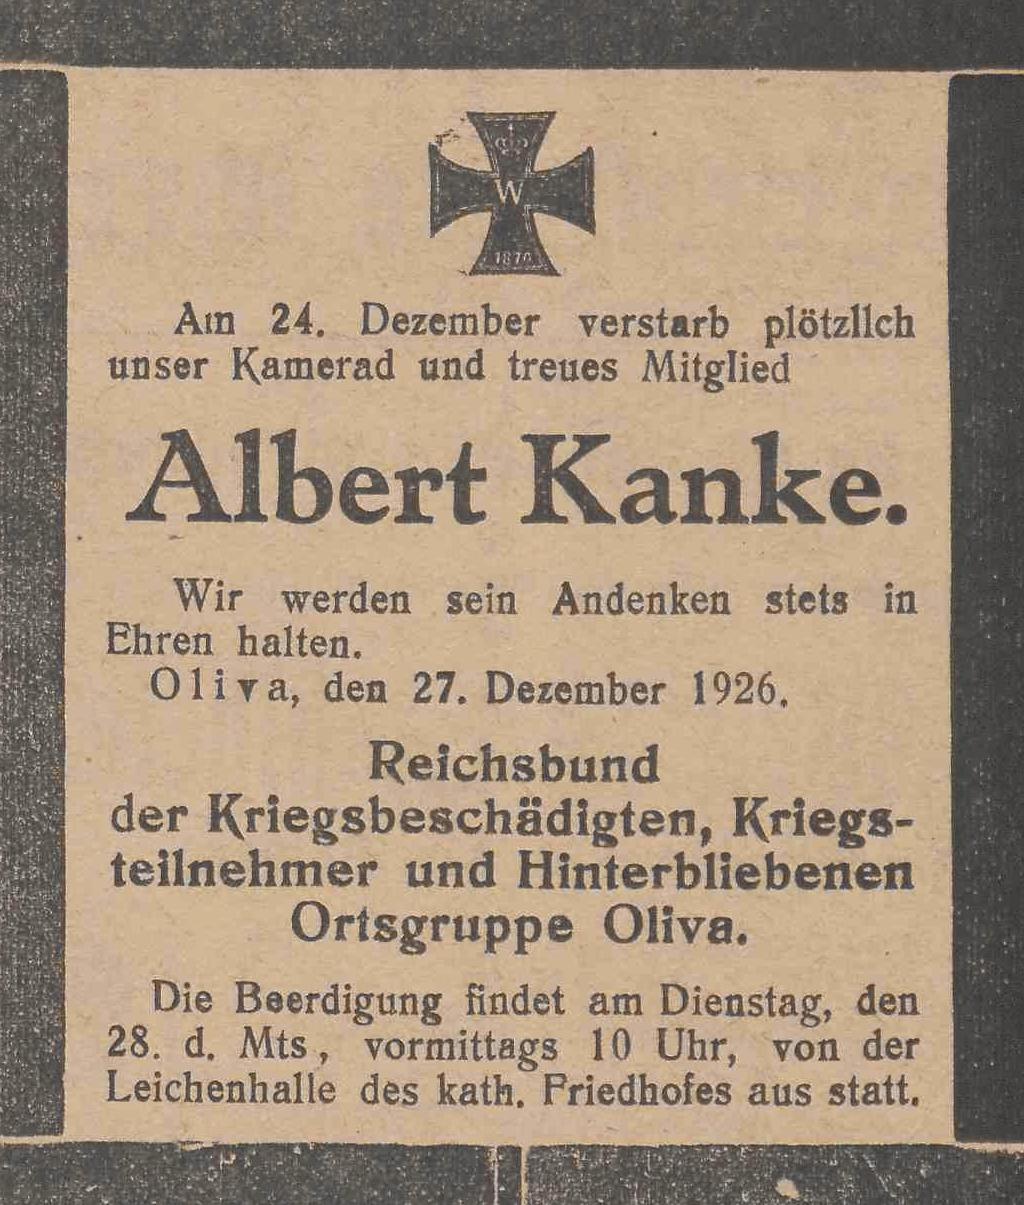 W
1870
Am 24. Dezember verstarb plötzlich
unser Kamerad und treues Mitglied
Albert Kanke.
Wir werden sein Andenken stets in
Ehren halten.
Oliva, den 27. Dezember 1926.
Reichsbund
der Kriegsbeschädigten, Kriegs-
teilnehmer und Hinterbliebenen
Ortsgruppe Oliva.
Die Beerdigung findet am Dienstag, den
28. d. Mts, vormittags 10 Uhr, von der
Leichenhalle des kath. Friedhofes aus statt.